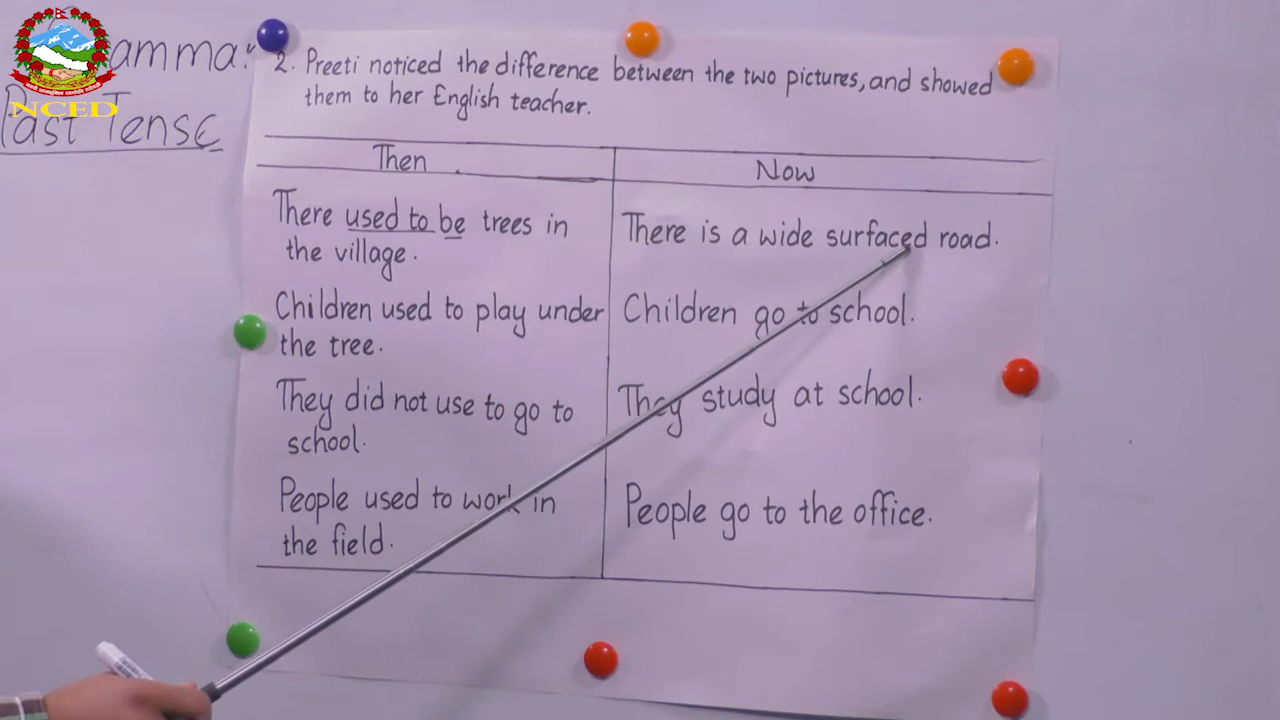 NCED
Past Tense
2. Preeti noticed the difference between the two pictures, and showed
them to her English teacher.
Then
Now
There used to be trees in
the village.
There is a wide surfaced road.
Children used to play under
the tree.
Children go to school.
They did not use to go to
school.
They study at school.
People used to work in
the field.
People go to the office.